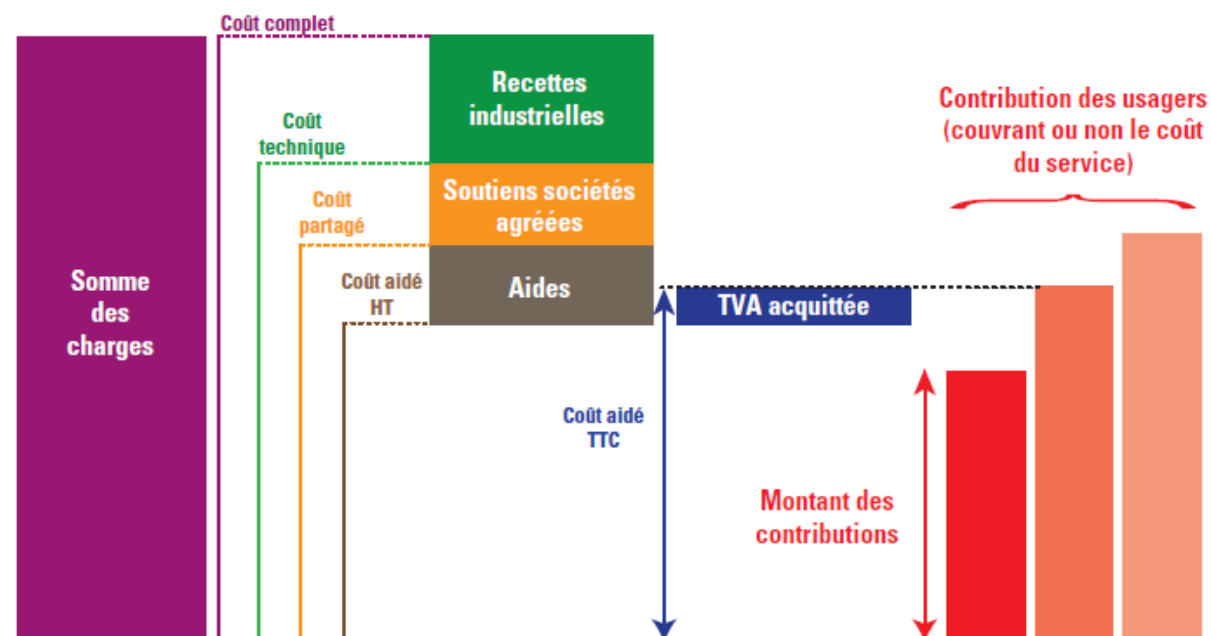 Coût complet
Somme
des
charges
Coût
technique
Coût
partagé
Coût aidé
HT
Recettes
industrielles
Soutiens sociétés
agréées
Aides
TVA acquittée
Coût aidé
TTC
Contribution des usagers
(couvrant ou non le coût
du service)
Montant des
contributions